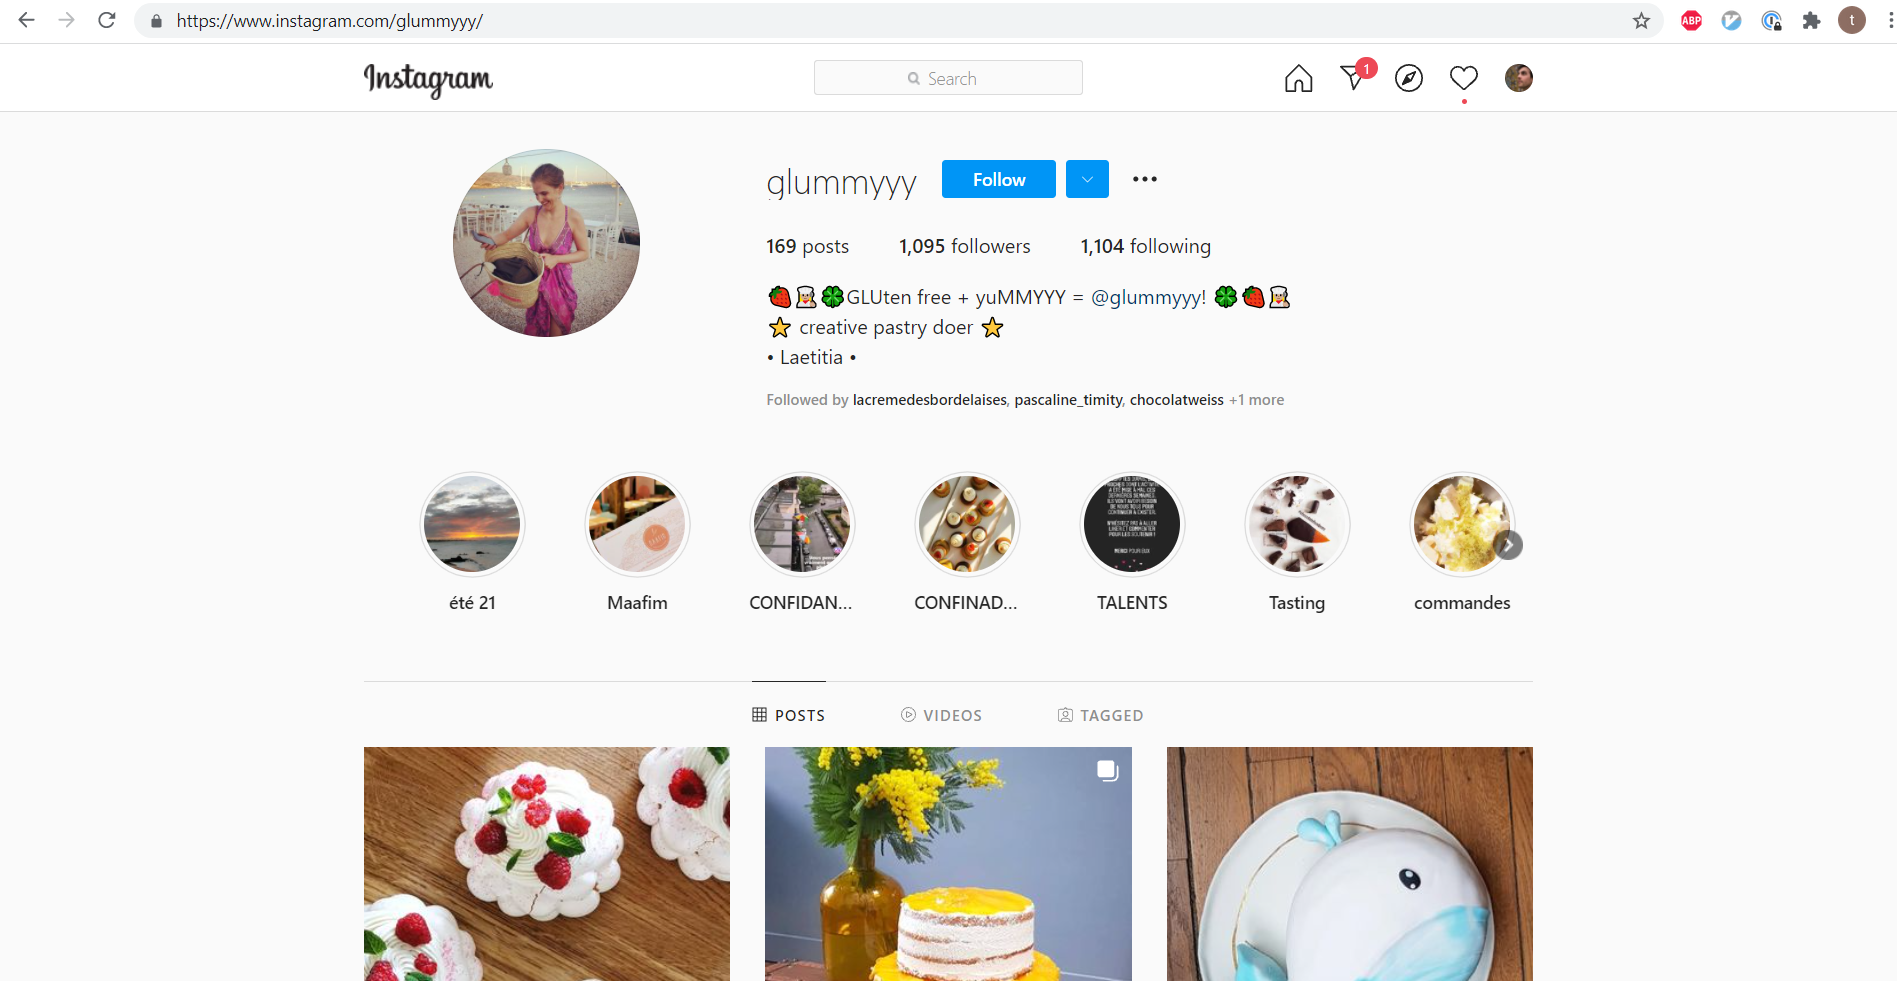 https://www.instagram.com/glummyyy/
ABP
t
Instagram
Search
1
glummyyy
Follow
169 posts 1,095 followers 1,104 following
🍓👩‍🍳🍀GLUten free + yuMMYYY = @glummyyy! 🍀🍓👩‍🍳
⭐ creative pastry doer ⭐
• Laetitia •
Followed by lacremedesbordelaises, pascaline_timity, chocolatweiss +1 more
été 21 Maafim CONFIDAN... CONFINAD... TALENTS Tasting commandes
POSTS VIDEOS TAGGED